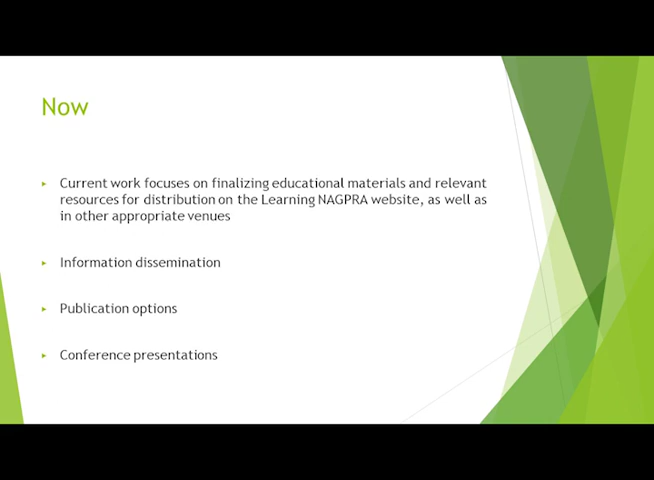 Now
Current work focuses on finalizing educational materials and relevant
resources for distribution on the Learning NAGPRA website, as well as
in other appropriate venues
Information dissemination
Publication options
Conference presentations